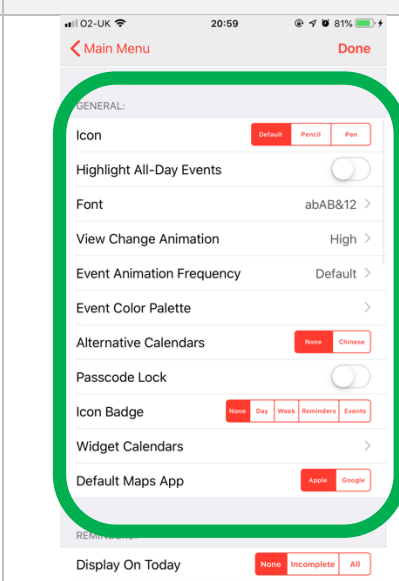 O2-UK 20:59 81%
Main Menu Done
GENERAL:
Icon Default Pencil Pen
Highlight All-Day Events
Font abAB&12
View Change Animation High
Event Animation Frequency Default
Event Color Palette
Alternative Calendars None Chinese
Passcode Lock
Icon Badge None Day Week Reminders Events
Widget Calendars
Default Maps App Apple Google
REMINDERS:
Display On Today None Incomplete All